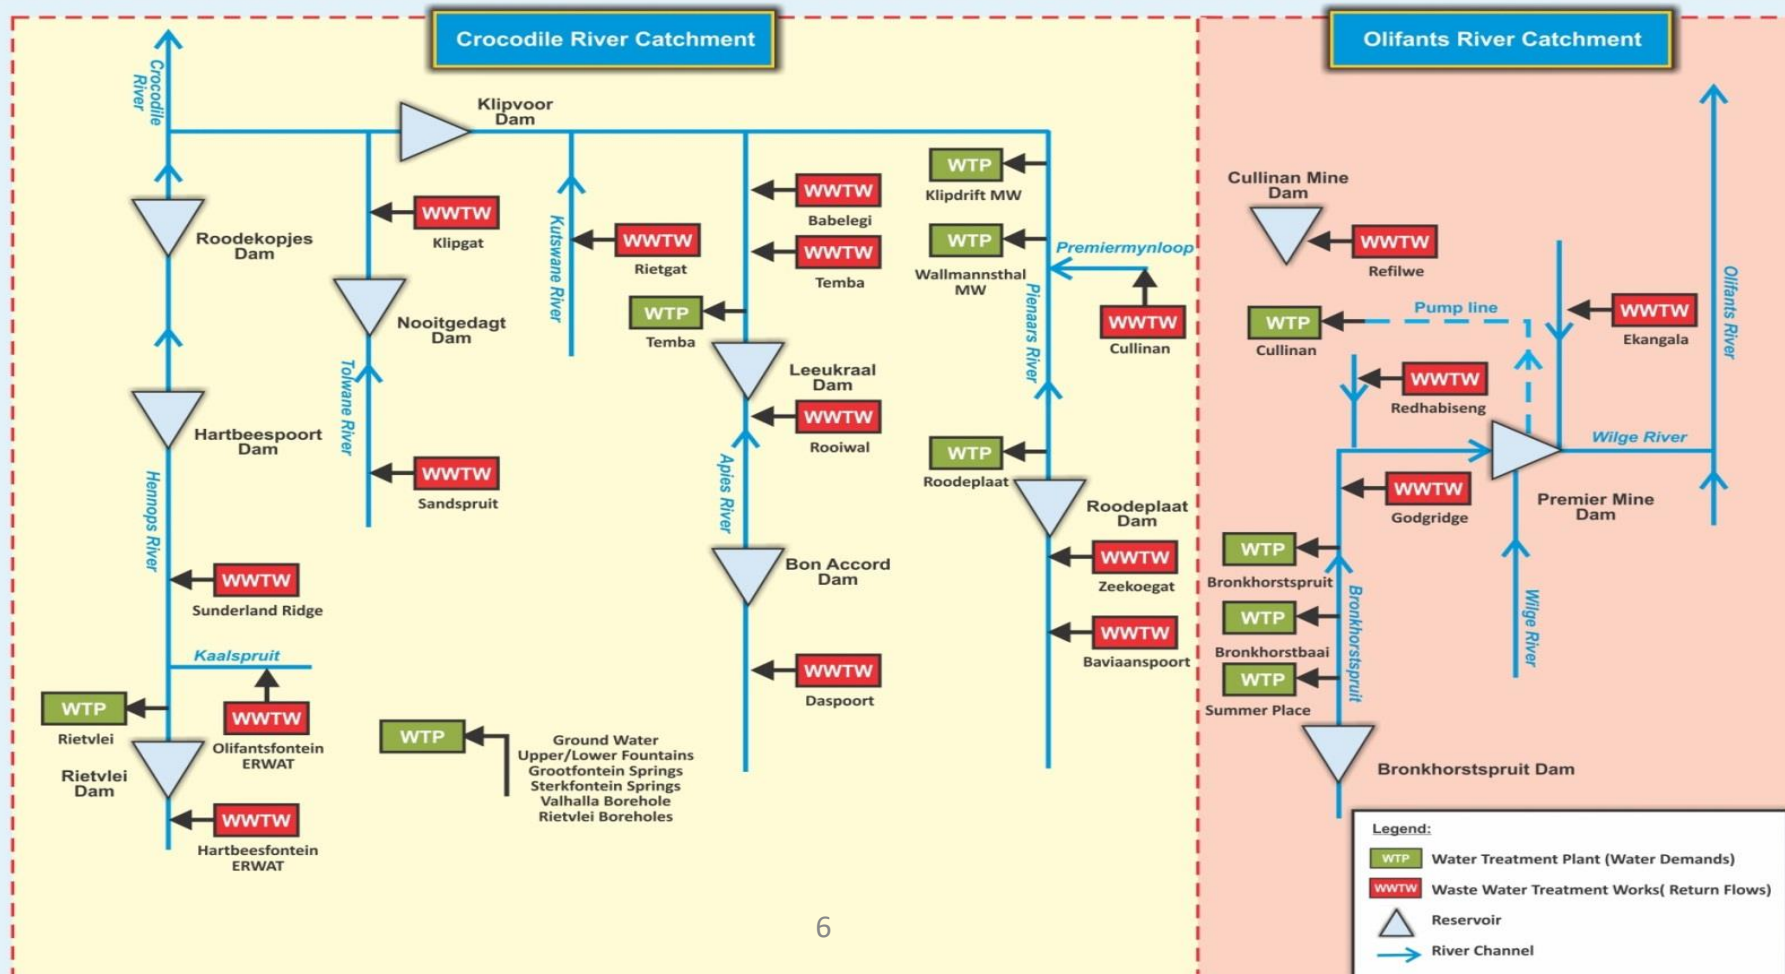 Crocodile River Catchment
Crocodile
River
Klipvoor
Dam
Roodekopjes
Dam
WWTW
Klipgat
Nooitgedagt
Dam
Tolwane River
WWTW
Sandspruit
Hartbeespoort
Dam
Hennops River
WWTW
Sunderland Ridge
Kaalspruit
WTP
Rietvlei
WWTW
Olifantsfontein
ERWAT
Rietvlei
Dam
WWTW
Hartbeesfontein
ERWAT
Kutswane River
WWTW
Rietgat
WWTW
Babelegi
WWTW
Temba
WTP
Temba
Leeukraal
Dam
WWTW
Rooiwal
Apies River
Bon Accord
Dam
WWTW
Daspoort
WTP
Ground Water
Upper/Lower Fountains
Grootfontein Springs
Sterkfontein Springs
Valhalla Borehole
Rietvlei Boreholes
WTP
Klipdrift MW
WTP
Wallmannsthal
MW
Premiermynloop
WWTW
Cullinan
Pienaars River
WTP
Roodeplaat
Roodeplaat
Dam
WWTW
Zeekoegat
WWTW
Baviaanspoort
6
Olifants River Catchment
Cullinan Mine
Dam
WWTW
Refilwe
WTP
Cullinan
Pump line
WWTW
Ekangala
Olifants River
WWTW
Redhabiseng
Wilge River
WWTW
Godgridge
Premier Mine
Dam
WTP
Bronkhorstspruit
WTP
Bronkhorstbaai
WTP
Summer Place
Bronkhorstspruit
Wilge River
Bronkhorstspruit Dam
Legend:
WTP Water Treatment Plant (Water Demands)
WWTW Waste Water Treatment Works( Return Flows)
Reservoir
River Channel